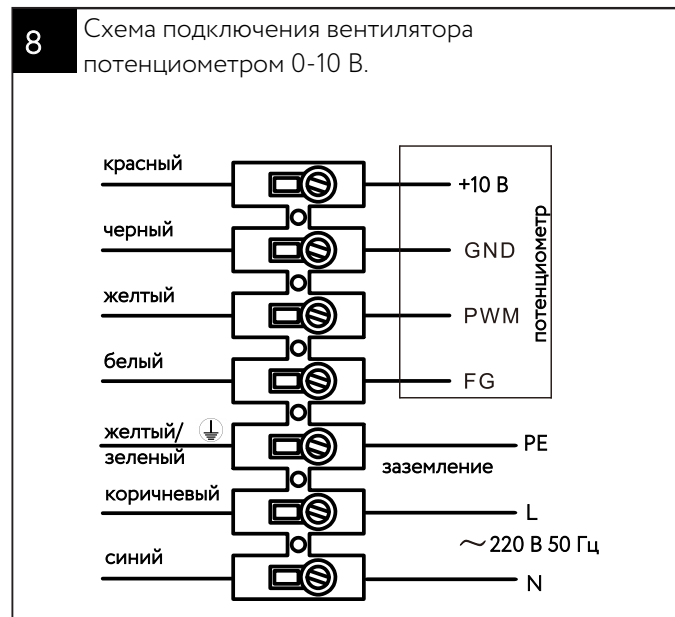 8
Схема подключения вентилятора
потенциометром 0-10 В.
красный
+10 В
черный
GND
желтый
PWM
потенциометр
белый
FG
желтый/
зеленый
PE
заземление
коричневый
L
~ 220 В 50 Гц
синий
N